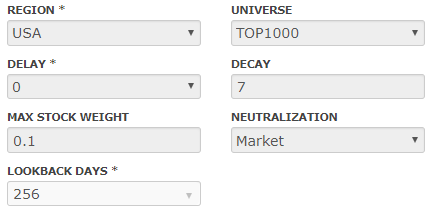 REGION * UNIVERSE
USA TOP1000
DELAY * DECAY
0 7
MAX STOCK WEIGHT NEUTRALIZATION
0.1 Market
LOOKBACK DAYS *
256